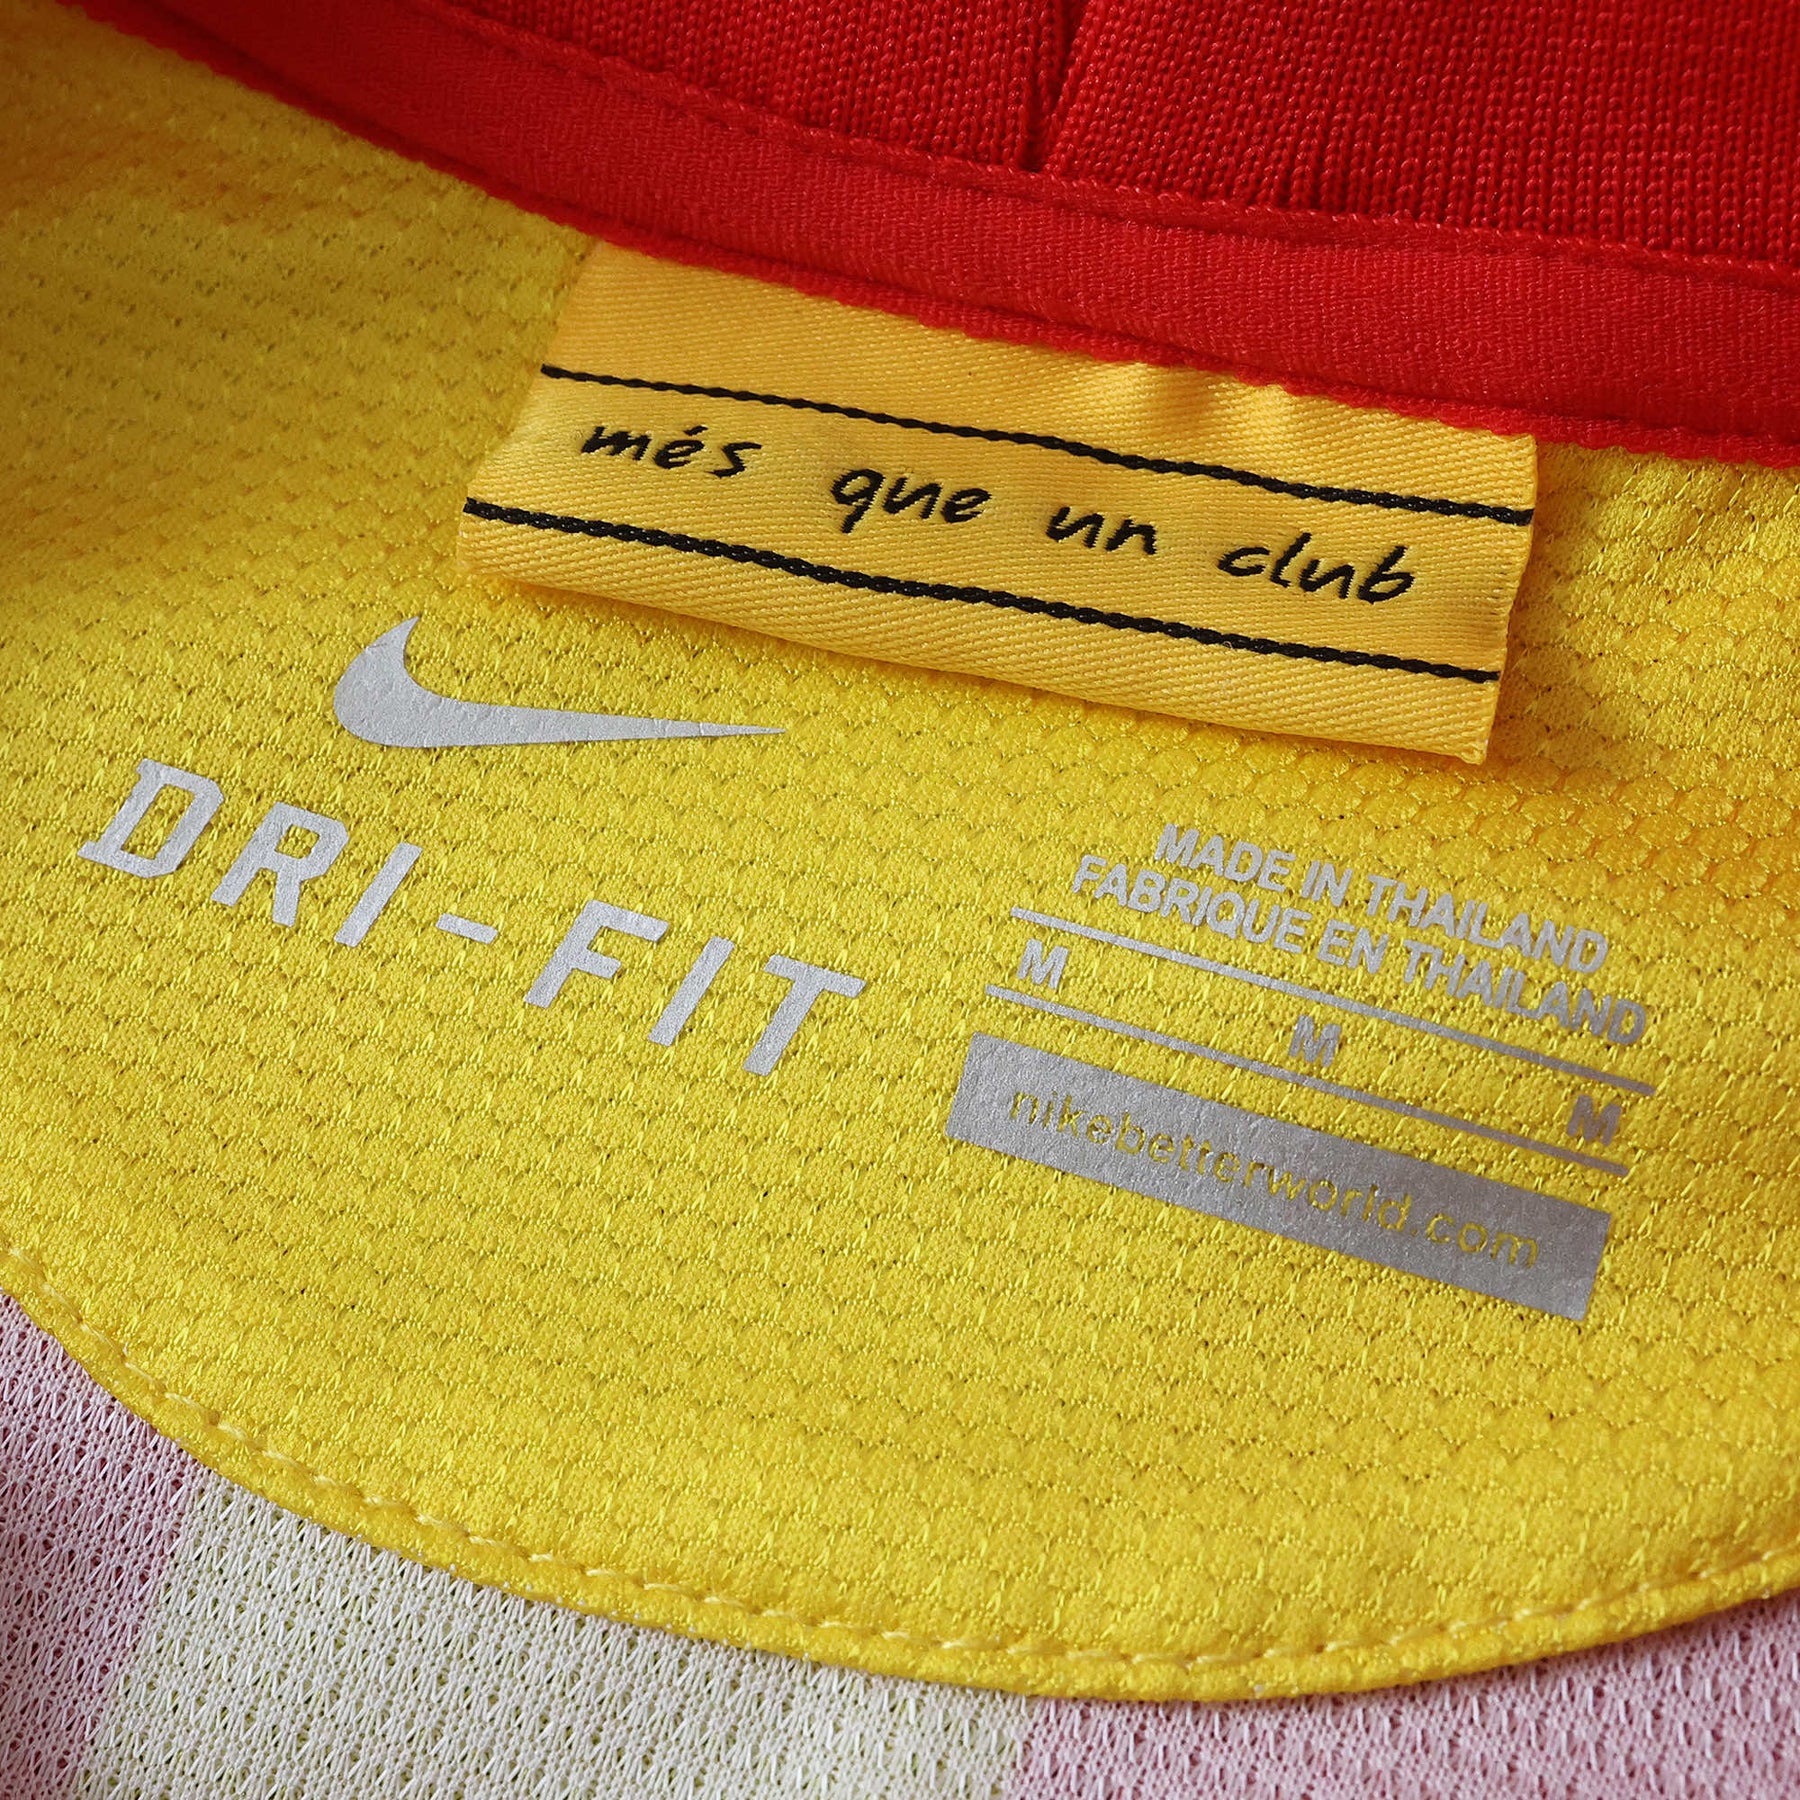 més que un club
DRI-FIT
MADE IN THAILAND
FABRIQUE EN THAILAND
M M M
nikebetterworld.com